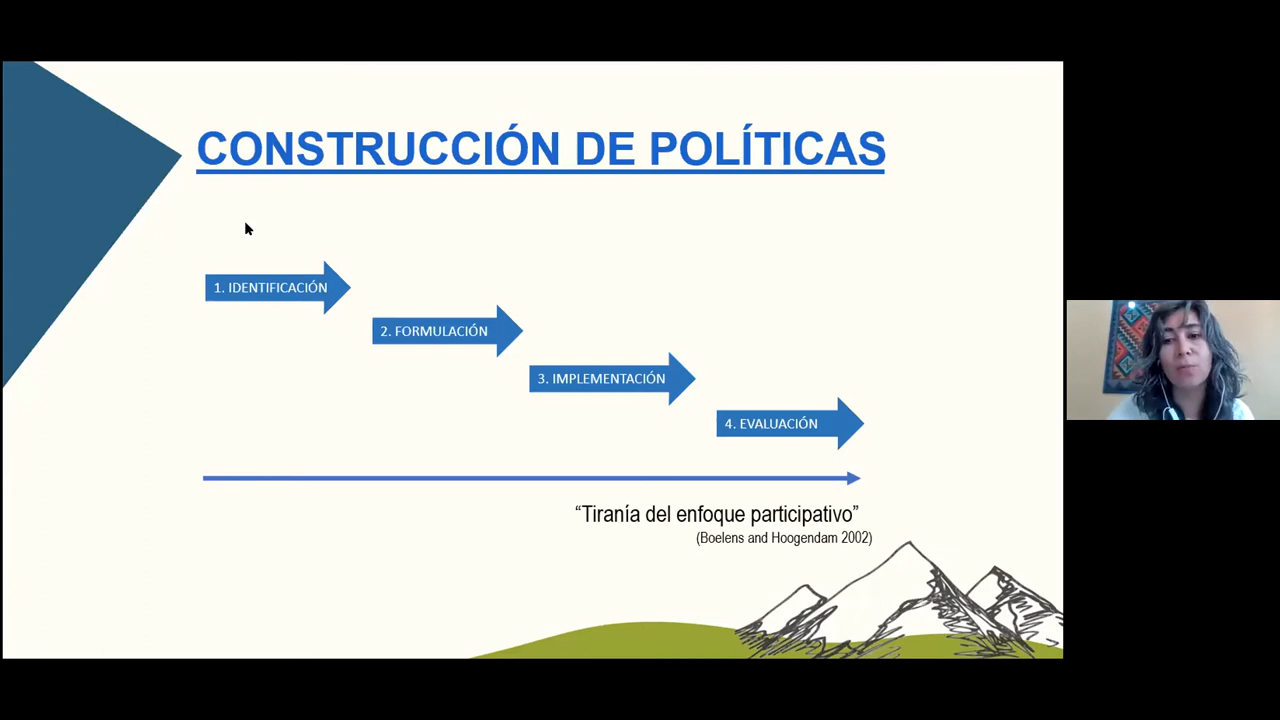 CONSTRUCCIÓN DE POLÍTICAS
1. IDENTIFICACIÓN
2. FORMULACIÓN
3. IMPLEMENTACIÓN
4. EVALUACIÓN
“Tiranía del enfoque participativo”
(Boelens and Hoogendam 2002)